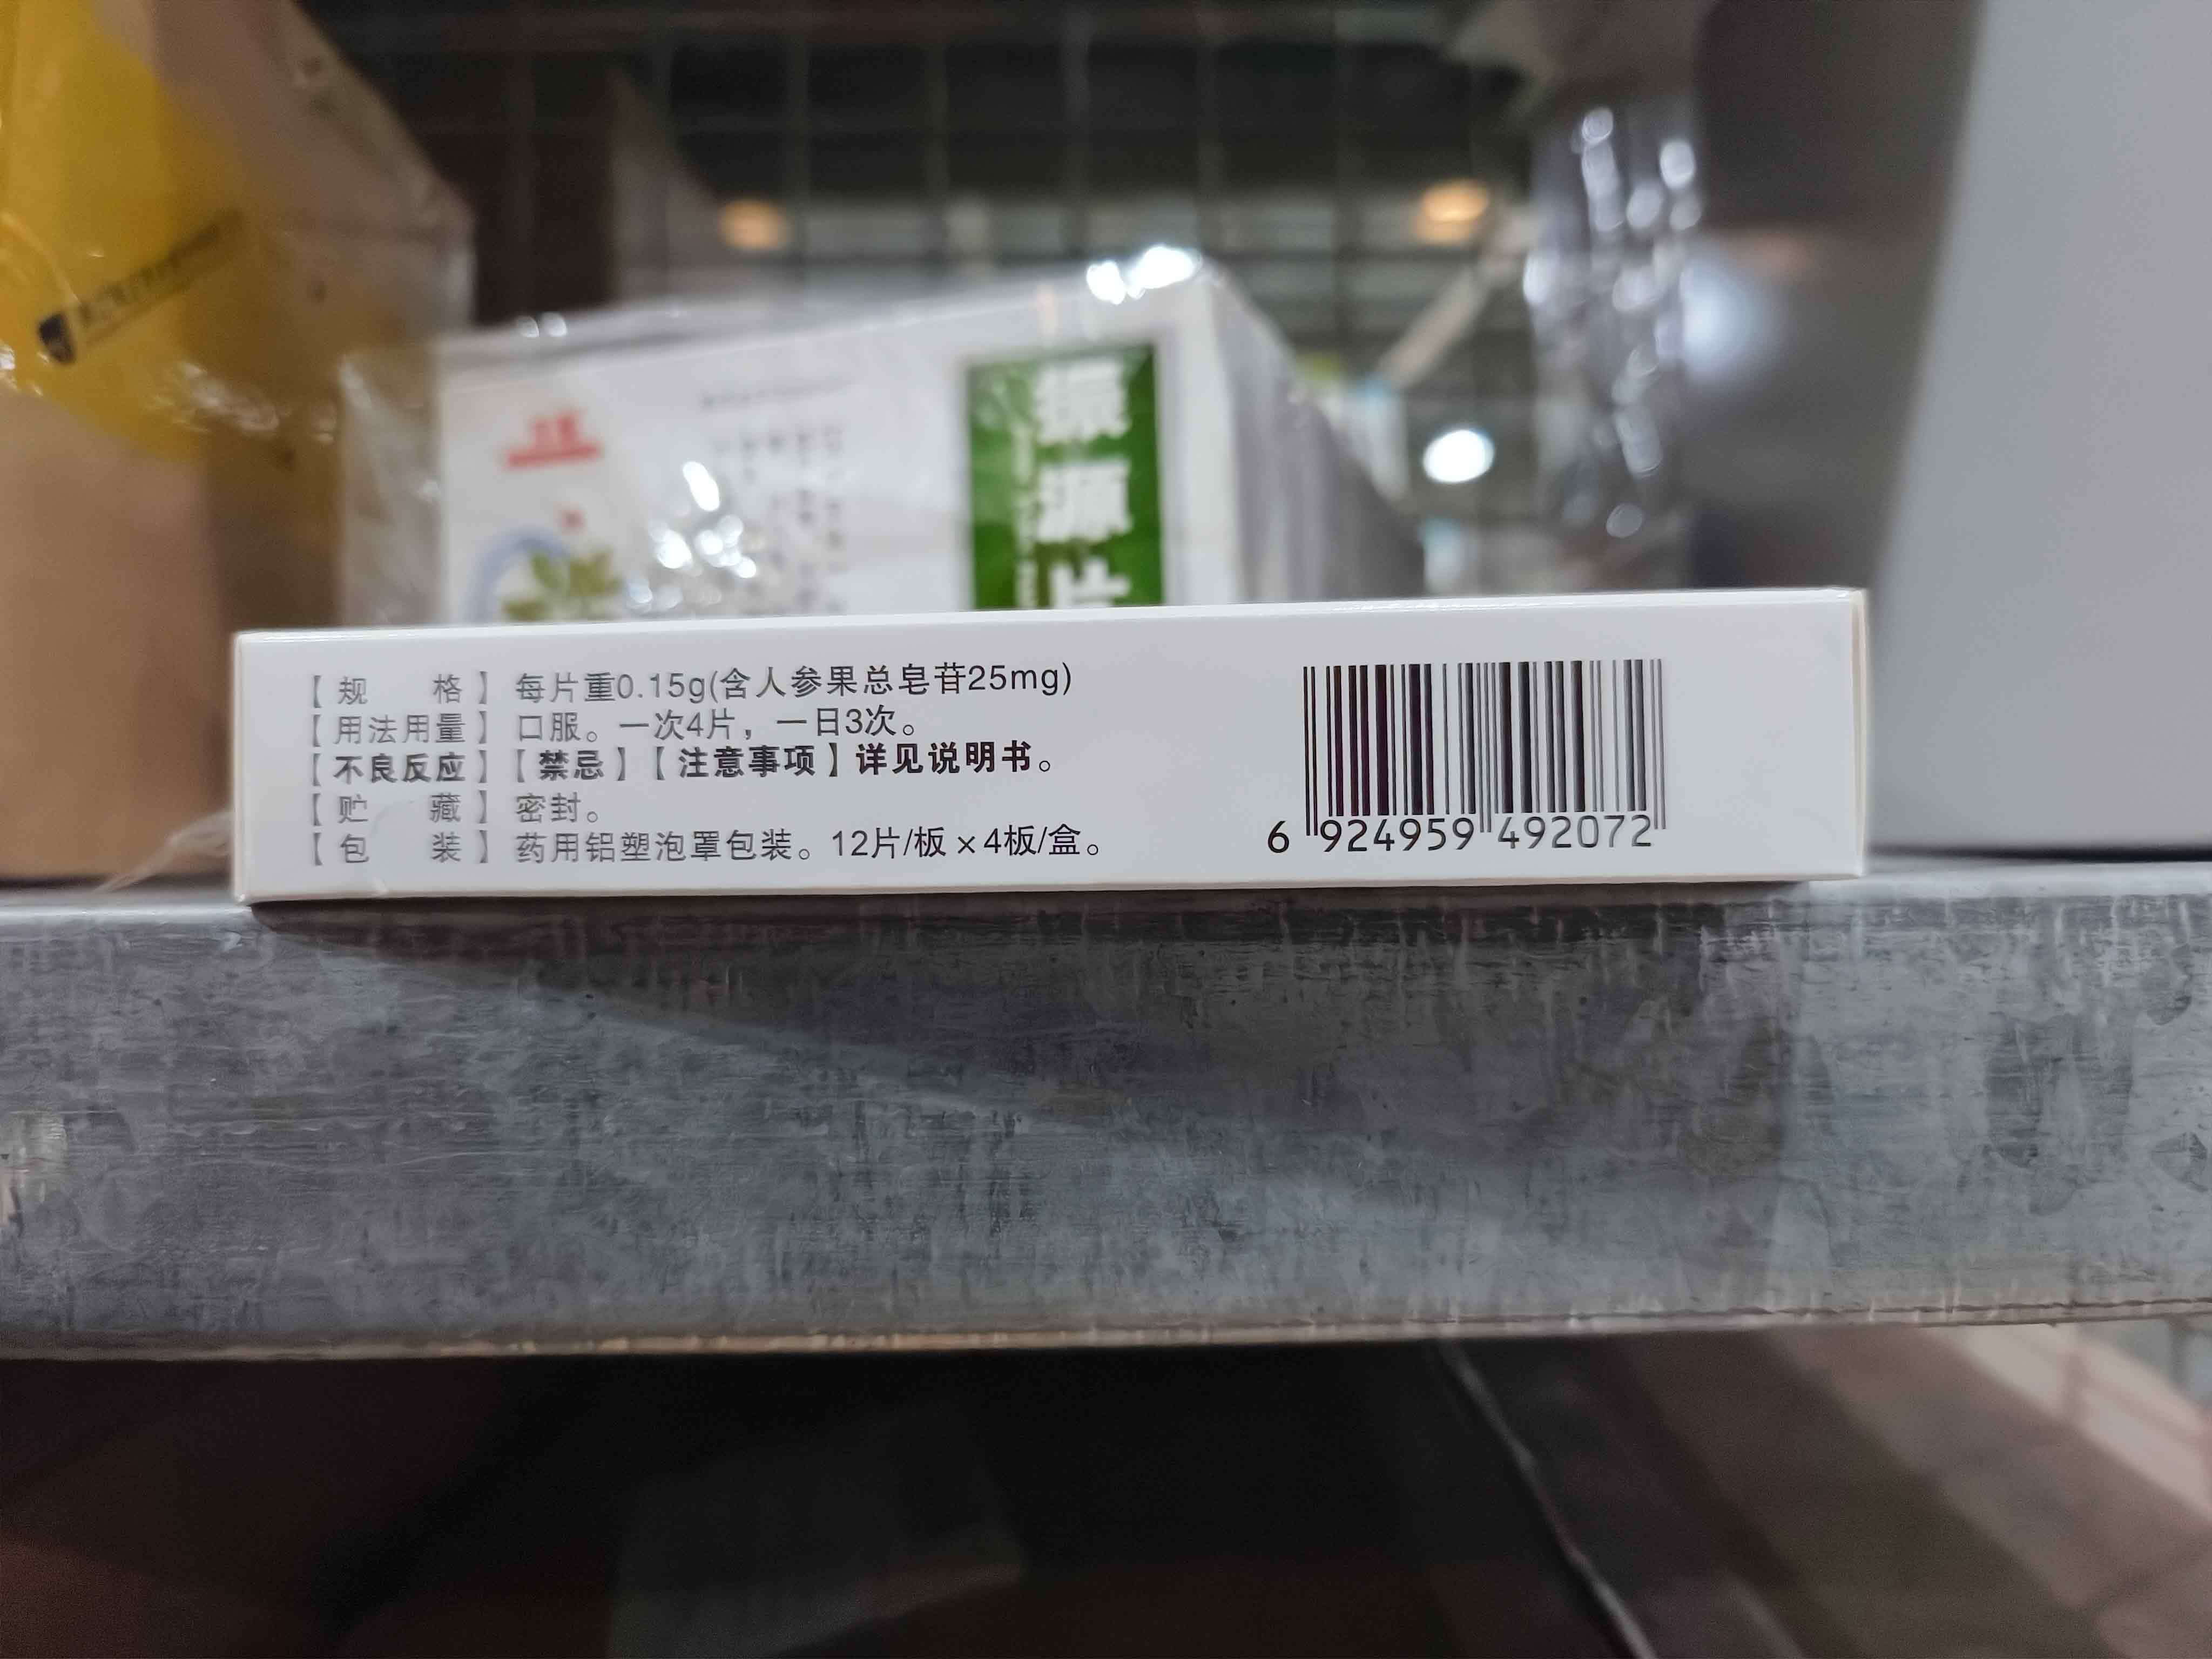 振源片
【规 格】每片重0.15g(含人参果总皂苷25mg)
【用法用量】口服。一次4片，一日3次。
【不良反应】【禁忌】【注意事项】详见说明书。
【贮 藏】密封。
【包 装】药用铝塑泡罩包装。12片/板×4板/盒。
6 924959 492072